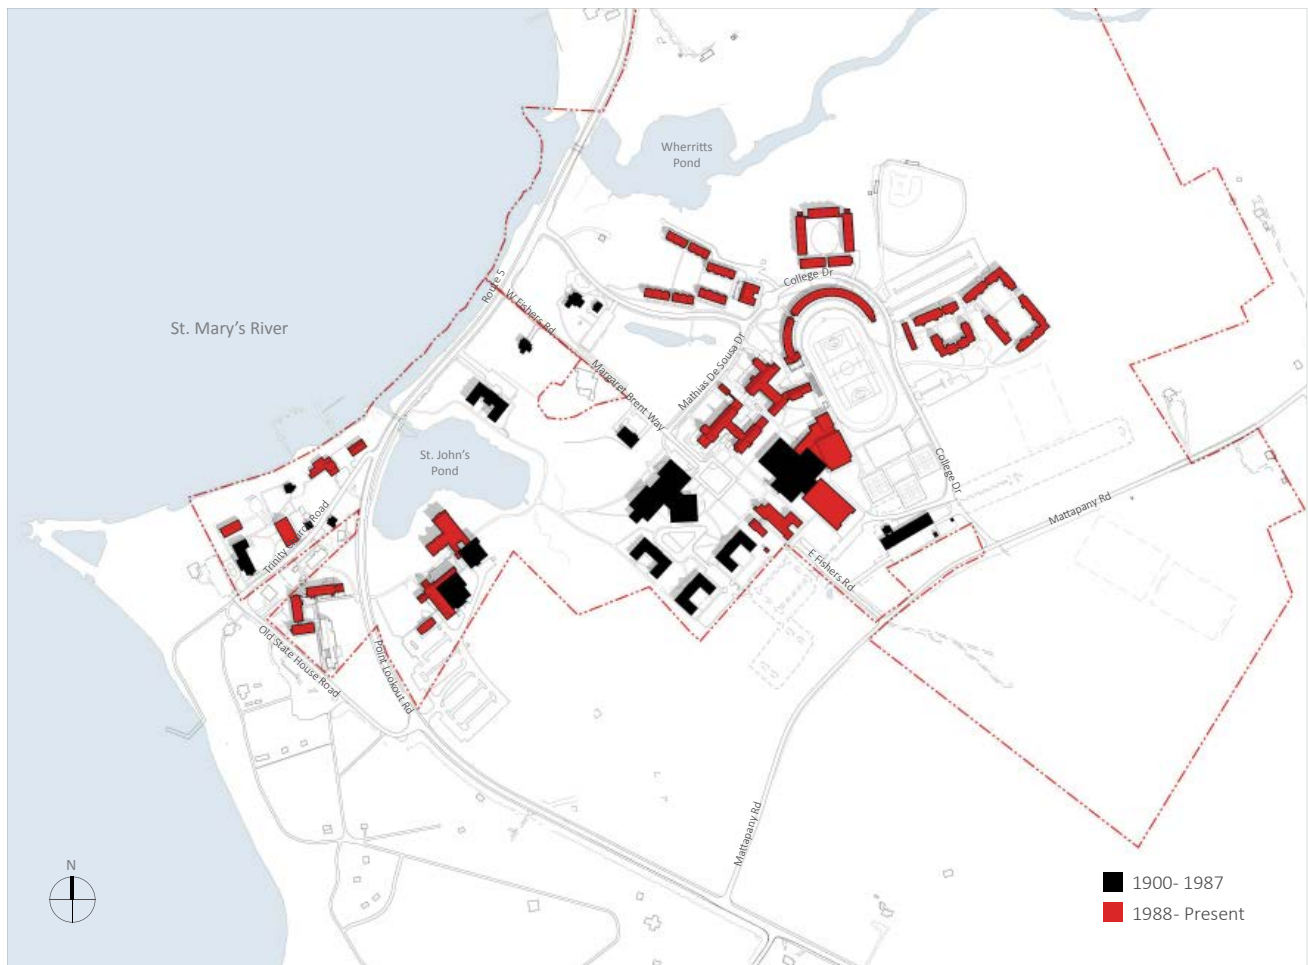 Wherritts
Pond
College Dr
Route 5
W Fishers Rd
St. Mary's River
Mathias De Sousa Dr
Margaret Brent Way
St. John's
Pond
College Dr
Mattapany Rd
Trinity Church Road
E Fishers Rd
Old State House Road
Point Lookout Rd
Mattapany Rd
N
1900- 1987
1988- Present